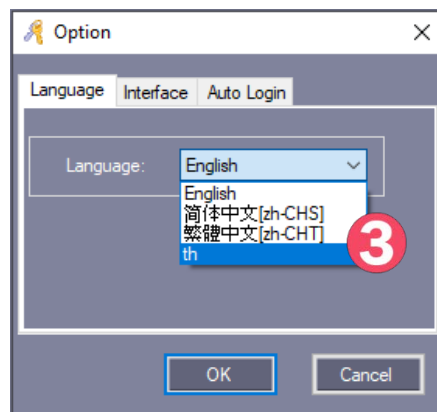 Option
Language Interface Auto Login
Language: English
English
简体中文[zh-CHS]
繁體中文[zh-CHT]
th
3
OK Cancel